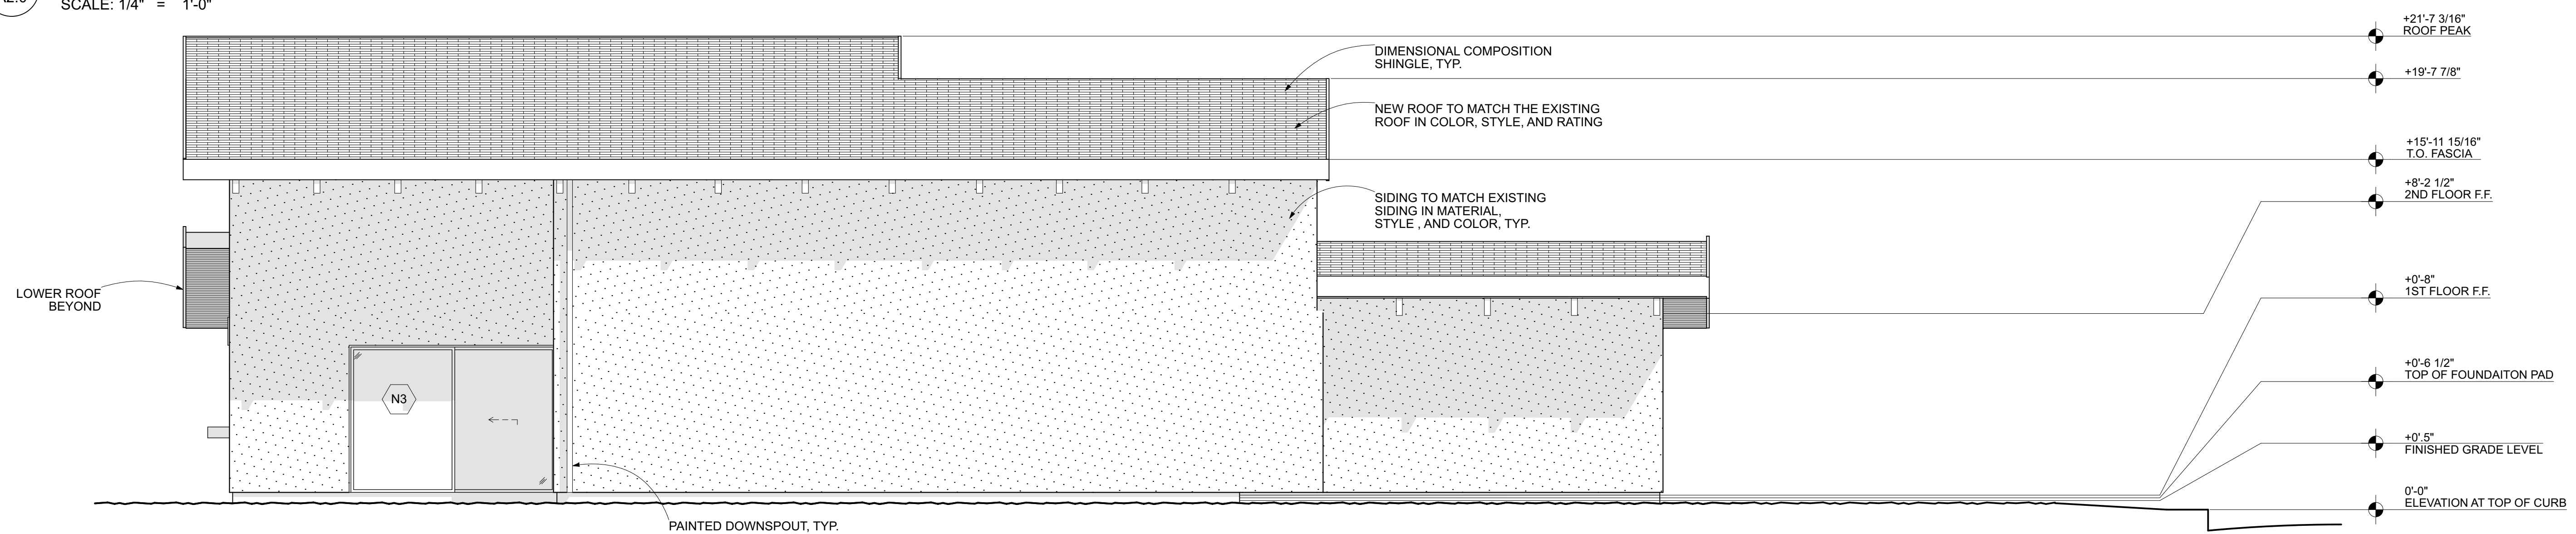 SCALE: 1/4" = 1'-0"
+21'-7 3/16"
ROOF PEAK
DIMENSIONAL COMPOSITION
SHINGLE, TYP.
+19'-7 7/8"
NEW ROOF TO MATCH THE EXISTING
ROOF IN COLOR, STYLE, AND RATING
+15'-11 15/16"
T.O. FASCIA
+8'-2 1/2"
2ND FLOOR F.F.
SIDING TO MATCH EXISTING
SIDING IN MATERIAL,
STYLE , AND COLOR, TYP.
LOWER ROOF
BEYOND
+0'-8"
1ST FLOOR F.F.
+0'-6 1/2"
TOP OF FOUNDAITON PAD
N3
+0'.5"
FINISHED GRADE LEVEL
0'-0"
ELEVATION AT TOP OF CURB
PAINTED DOWNSPOUT, TYP.